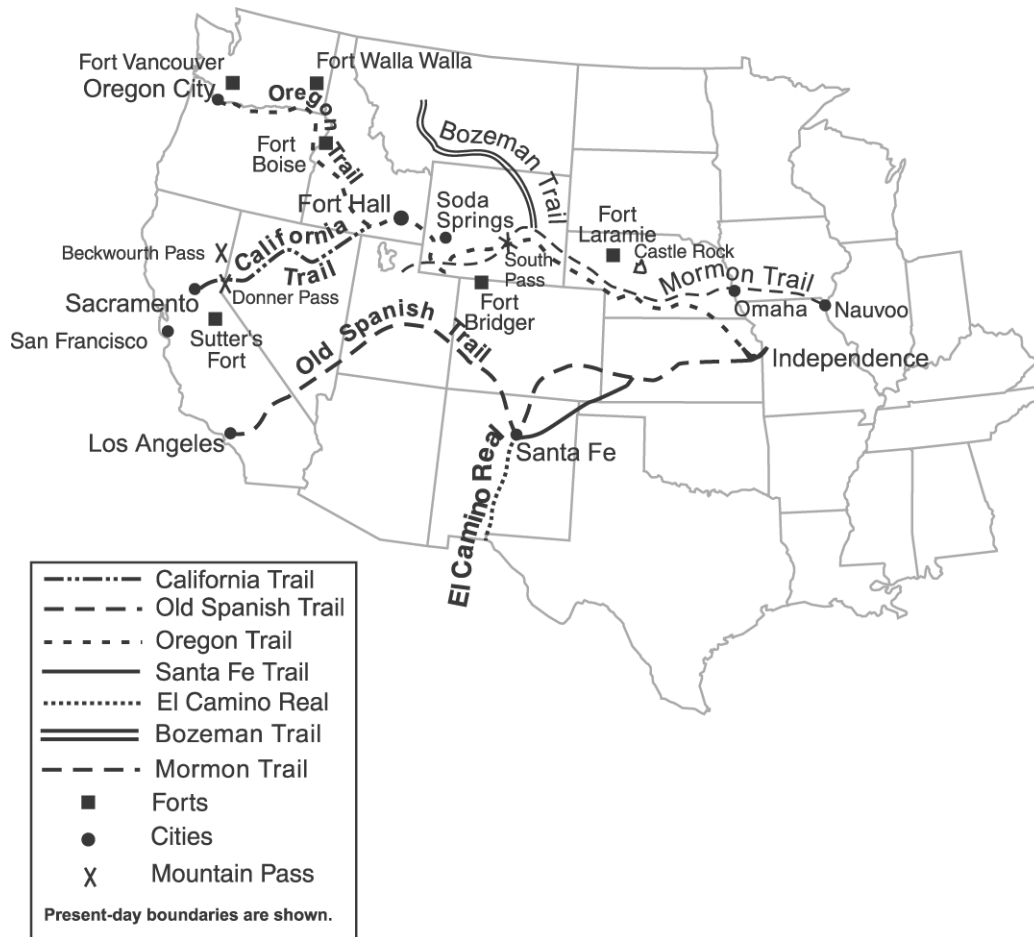 Fort Vancouver
Fort Walla Walla
Oregon City
Oregon
Trail
Fort
Boise
Bozeman Trail
Fort Hall
Soda
Springs
Fort
Laramie
Castle Rock
Beckwourth Pass
California
Trail
South
Pass
Mormon Trail
Sacramento
Donner Pass
Fort
Bridger
Omaha
Nauvoo
San Francisco
Sutter's
Fort
Old Spanish Trail
Independence
Los Angeles
Santa Fe
El Camino Real
California Trail
Old Spanish Trail
Oregon Trail
Santa Fe Trail
El Camino Real
Bozeman Trail
Mormon Trail
Forts
Cities
Mountain Pass
Present-day boundaries are shown.